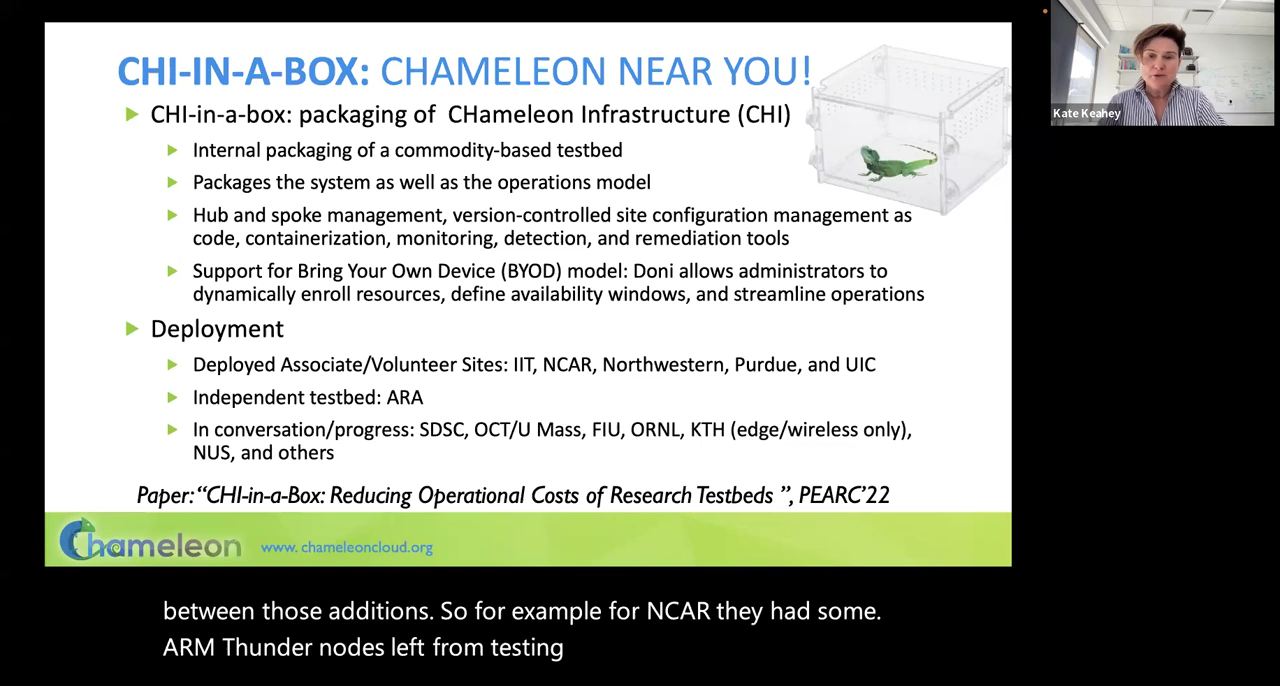 CHI-IN-A-BOX: CHAMELEON NEAR YOU!
CHI-in-a-box: packaging of CHameleon Infrastructure (CHI)
Internal packaging of a commodity-based testbed
Packages the system as well as the operations model
Hub and spoke management, version-controlled site configuration management as
code, containerization, monitoring, detection, and remediation tools
Support for Bring Your Own Device (BYOD) model: Doni allows administrators to
dynamically enroll resources, define availability windows, and streamline operations
Deployment
Deployed Associate/Volunteer Sites: IIT, NCAR, Northwestern, Purdue, and UIC
Independent testbed: ARA
In conversation/progress: SDSC, OCT/U Mass, FIU, ORNL, KTH (edge/wireless only),
NUS, and others
Paper: “CHI-in-a-Box: Reducing Operational Costs of Research Testbeds ”, PEARC’22
Chameleon
www. chameleoncloud.org
Kate Keahey
between those additions. So for example for NCAR they had some.
ARM Thunder nodes left from testing